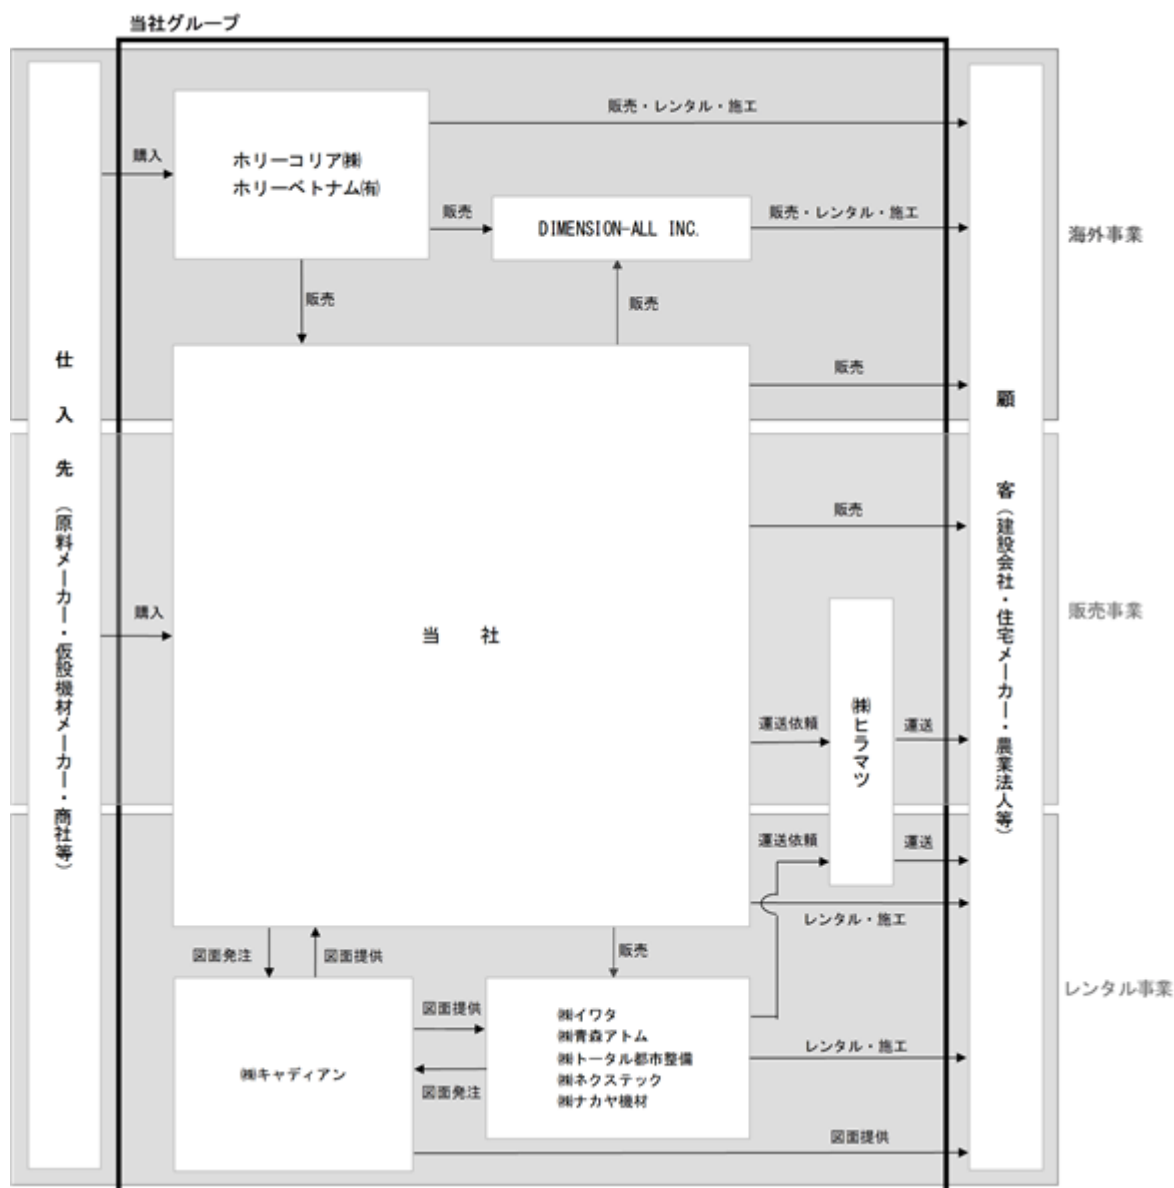 当社グループ
販売・レンタル・施工
購入
ホリーコリア㈱
ホリーベトナム㈲
販売
DIMENSION-ALL INC.
販売・レンタル・施工
海外事業
販売
販売
販売
仕入先（原料メーカー・仮設機材メーカー・商社等）
顧客（建設会社・住宅メーカー・農業法人等）
販売
購入
当社
販売事業
㈱ヒラマツ
運送依頼
運送
運送依頼
運送
レンタル・施工
図面発注
図面提供
販売
レンタル事業
図面提供
㈱イワタ
㈱青森アトム
㈱トータル都市整備
㈱ネクステック
㈱ナカヤ機材
レンタル・施工
㈱キャディアン
図面発注
図面提供